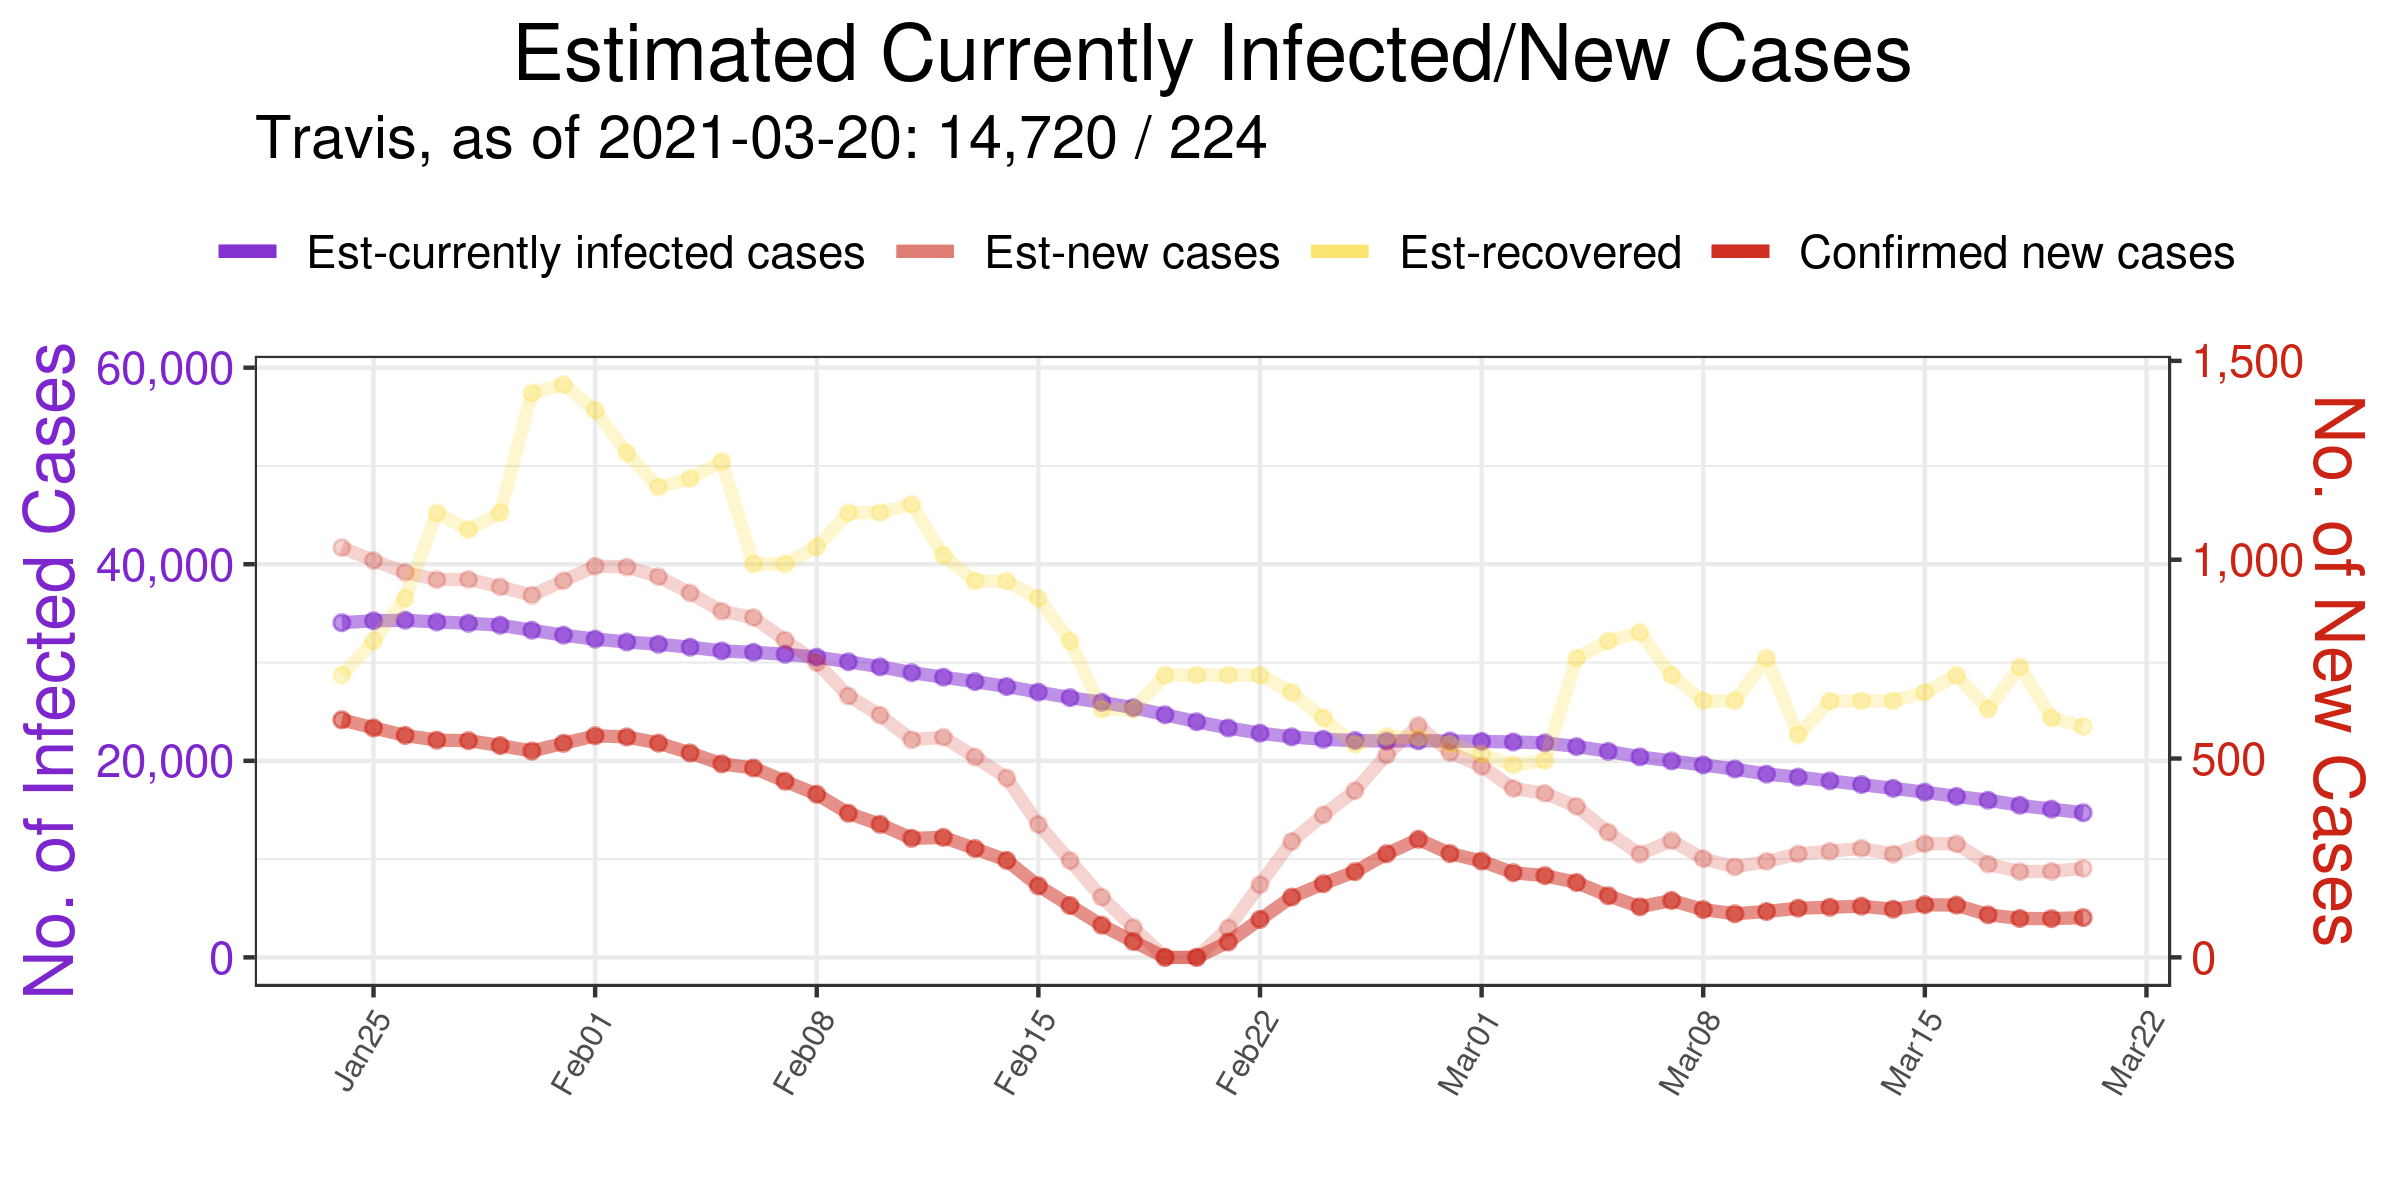 Estimated Currently Infected/New Cases
Travis, as of 2021-03-20: 14,720 / 224
Est-currently infected cases
Est-new cases
Est-recovered
Confirmed new cases
No. of Infected Cases
60,000
40,000
20,000
0
1,500
1,000
500
0
No. of New Cases
Jan25
Feb01
Feb08
Feb15
Feb22
Mar01
Mar08
Mar15
Mar22